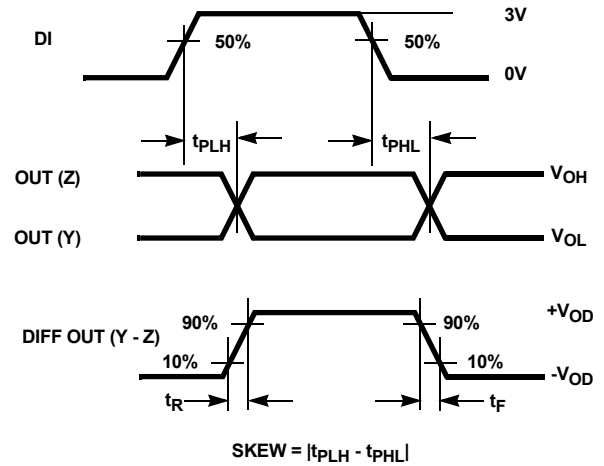 3V
DI
50%
50%
0V
tPLH
tPHL
OUT (Z)
VOH
OUT (Y)
VOL
+VOD
90%
90%
DIFF OUT (Y - Z)
10%
10%
-VOD
tR
tF
SKEW = |tPLH - tPHL|